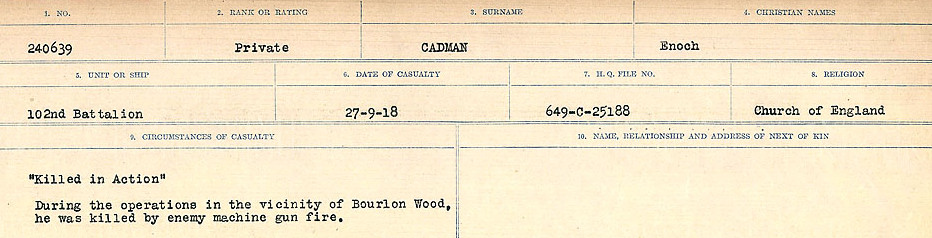 1. NO. 2. RANK OR RATING 3. SURNAME 4. CHRISTIAN NAMES
240639 Private CADMAN Enoch
5. UNIT OR SHIP 6. DATE OF CASUALTY 7. H.Q. FILE NO. 8. RELIGION
102nd Battalion 27-9-18 649-C-25188 Church of England
9. CIRCUMSTANCES OF CASUALTY 10. NAME, RELATIONSHIP AND ADDRESS OF NEXT OF KIN
"Killed in Action"
During the operations in the vicinity of Bourlon Wood,
he was killed by enemy machine gun fire.